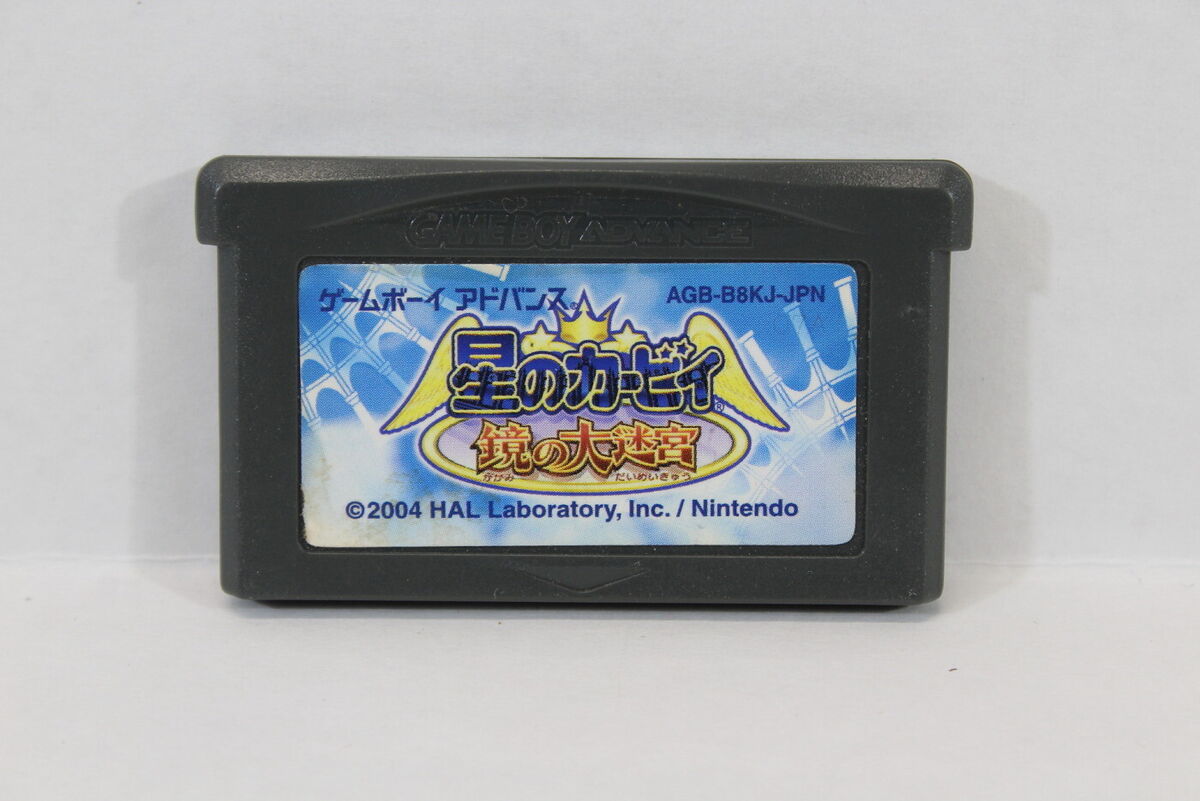 GAME BOY ADVANCE
ゲームボーイ アドバンス® AGB-B8KJ-JPN
星のカービィ®
鏡の大迷宮
かがみ だいめいきゅう
©2004 HAL Laboratory, Inc. / Nintendo